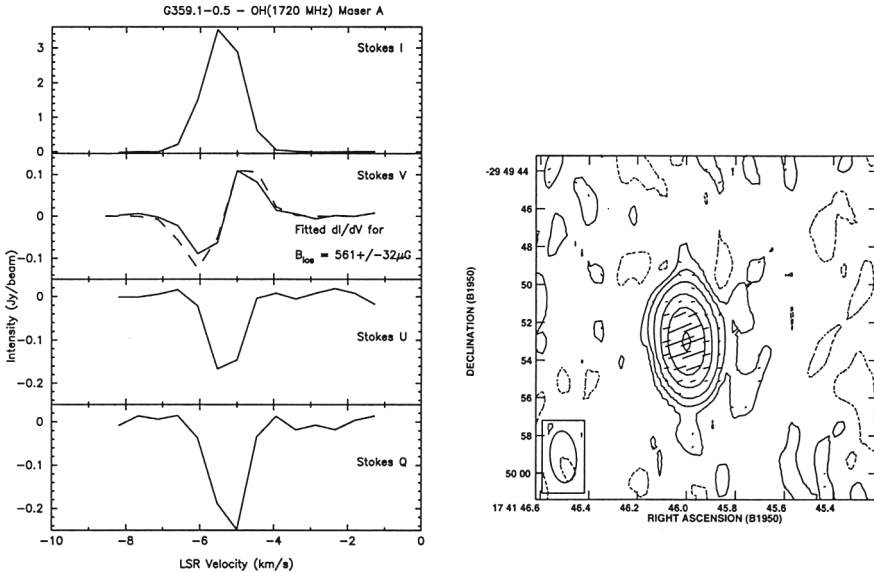 G359.1-0.5 - OH(1720 MHz) Maser A
3
2
1
0
Stokes I
0.1
0
-0.1
Stokes V
Fitted dI/dV for
B_los = 561+/-32μG
0
-0.1
-0.2
Stokes U
0
-0.1
-0.2
Stokes Q
Intensity (Jy/beam)
-10 -8 -6 -4 -2 0
LSR Velocity (km/s)
-29 49 44
46
48
50
52
54
56
58
50 00
DECLINATION (B1950)
17 41 46.6 46.4 46.2 46.0 45.8 45.6 45.4
RIGHT ASCENSION (B1950)